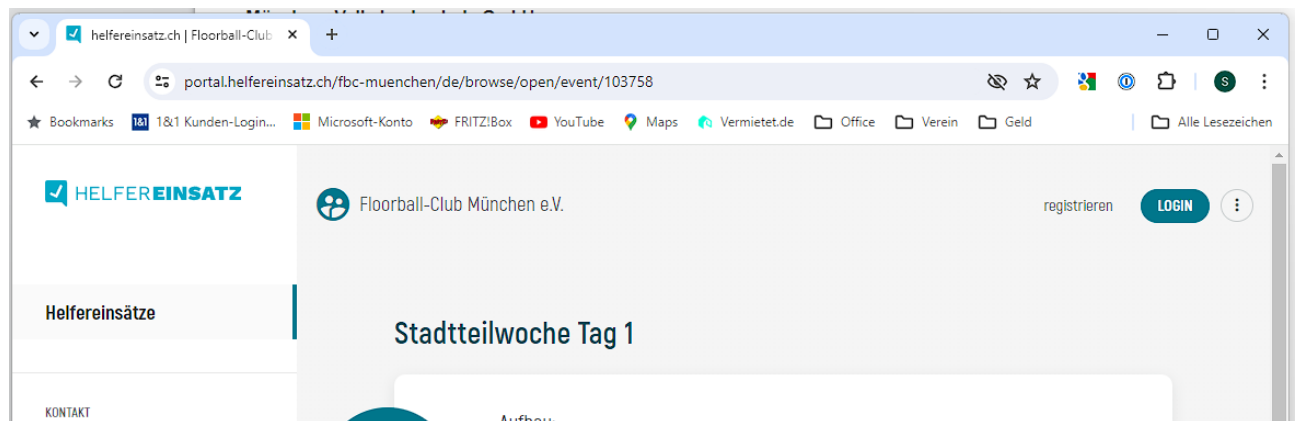 helfereinsatz.ch | Floorball-Club
portal.helfereinsatz.ch/fbc-muenchen/de/browse/open/event/103758
S
Bookmarks 1&1 1&1 Kunden-Login... Microsoft-Konto FRITZ!Box YouTube Maps Vermietet.de Office Verein Geld Alle Lesezeichen
HELFEREINSATZ
Floorball-Club München e.V.
registrieren LOGIN
Helfereinsätze
Stadtteilwoche Tag 1
KONTAKT